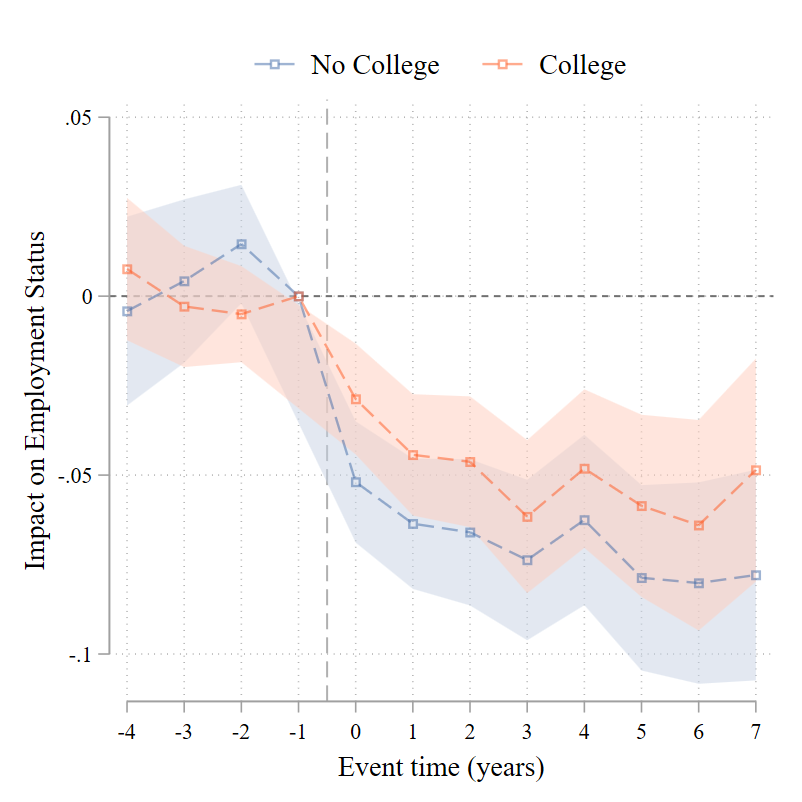 No College College
.05
0
-.05
-.1
Impact on Employment Status
-4 -3 -2 -1 0 1 2 3 4 5 6 7
Event time (years)